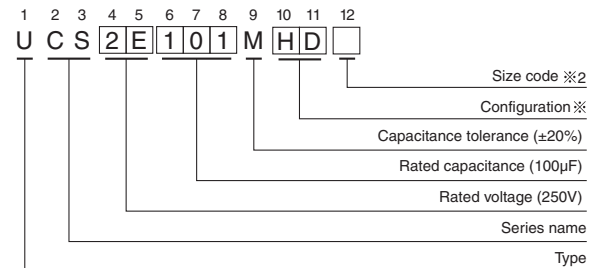 1 2 3 4 5 6 7 8 9 10 11 12
U C S 2 E 1 0 1 M H D
Size code ※2
Configuration※
Capacitance tolerance (±20%)
Rated capacitance (100µF)
Rated voltage (250V)
Series name
Type